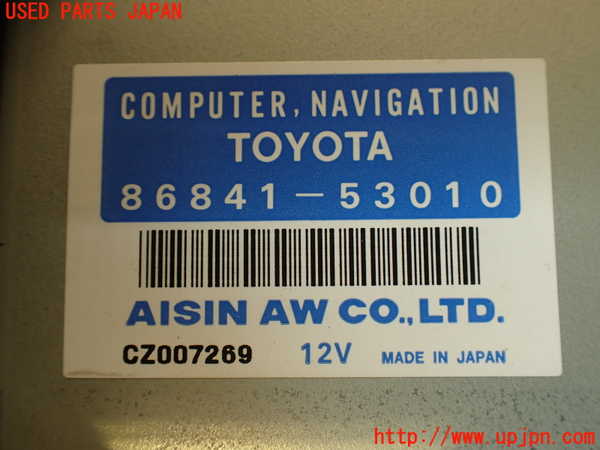 USED PARTS JAPAN
COMPUTER, NAVIGATION
TOYOTA
86841-53010
AISIN AW CO., LTD.
CZ007269 12V MADE IN JAPAN
http://www.upjpn.com/